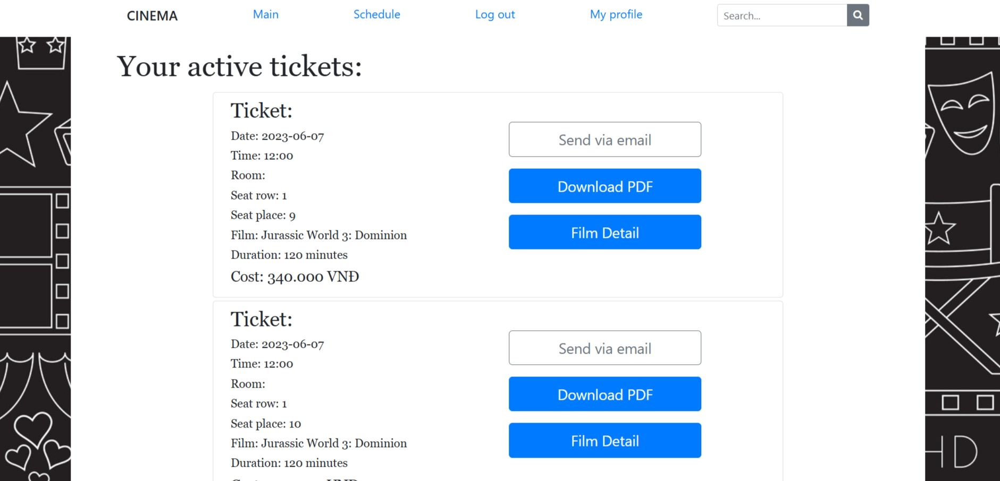 CINEMA Main Schedule Log out My profile Search...
Your active tickets:
Ticket:
Date: 2023-06-07
Time: 12:00
Room:
Seat row: 1
Seat place: 9
Film: Jurassic World 3: Dominion
Duration: 120 minutes
Cost: 340.000 VNĐ
Send via email
Download PDF
Film Detail
Ticket:
Date: 2023-06-07
Time: 12:00
Room:
Seat row: 1
Seat place: 10
Film: Jurassic World 3: Dominion
Duration: 120 minutes
Send via email
Download PDF
Film Detail
HD